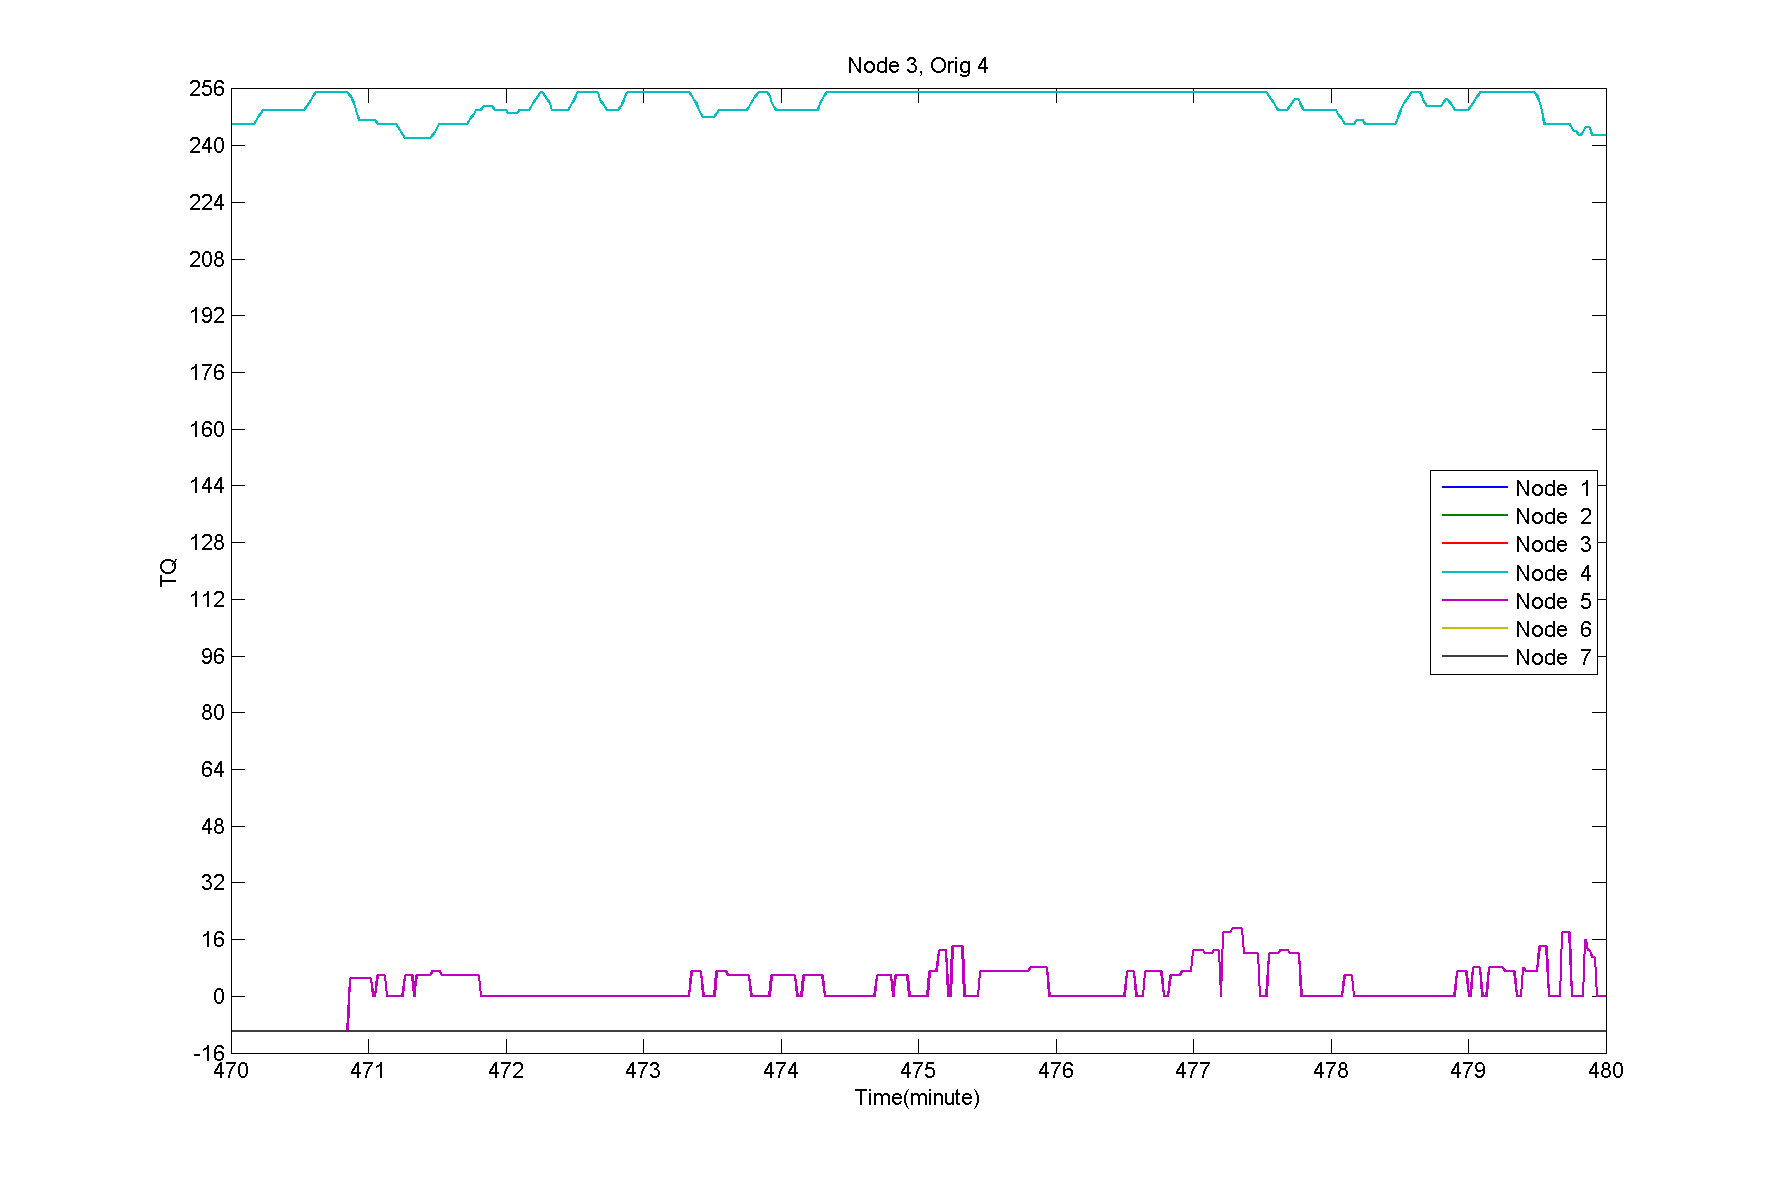 Node 3, Orig 4
256
240
224
208
192
176
160
144
128
112
96
80
64
48
32
16
0
-16
TQ
Node 1
Node 2
Node 3
Node 4
Node 5
Node 6
Node 7
470 471 472 473 474 475 476 477 478 479 480
Time(minute)